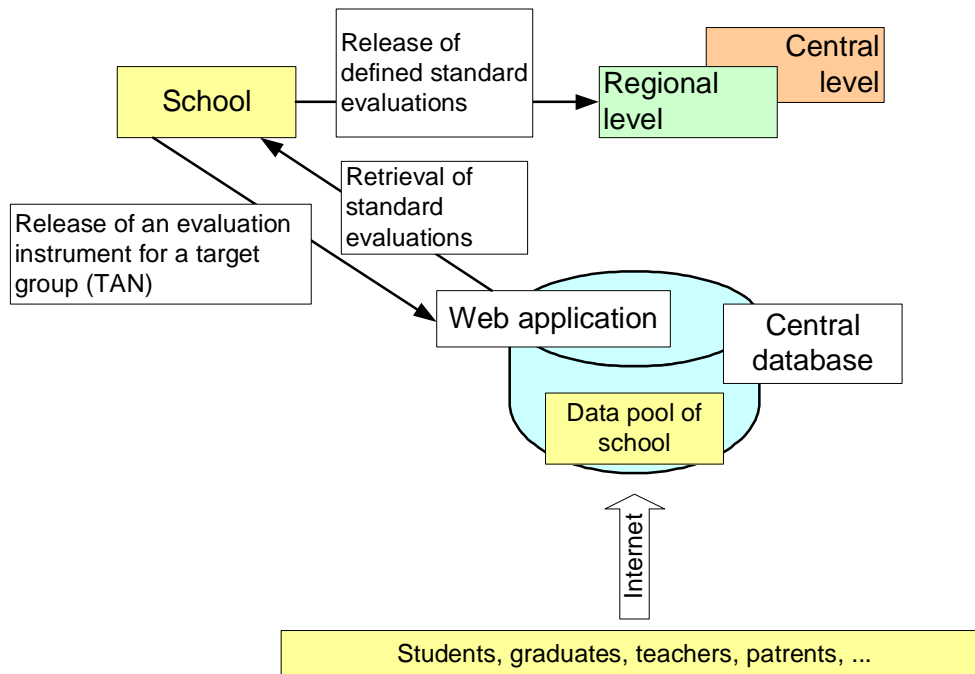 Release of
defined standard
evaluations
Central
level
School
Regional
level
Retrieval of
standard
evaluations
Release of an evaluation
instrument for a target
group (TAN)
Web application
Central
database
Data pool of
school
Internet
Students, graduates, teachers, patrents, ...